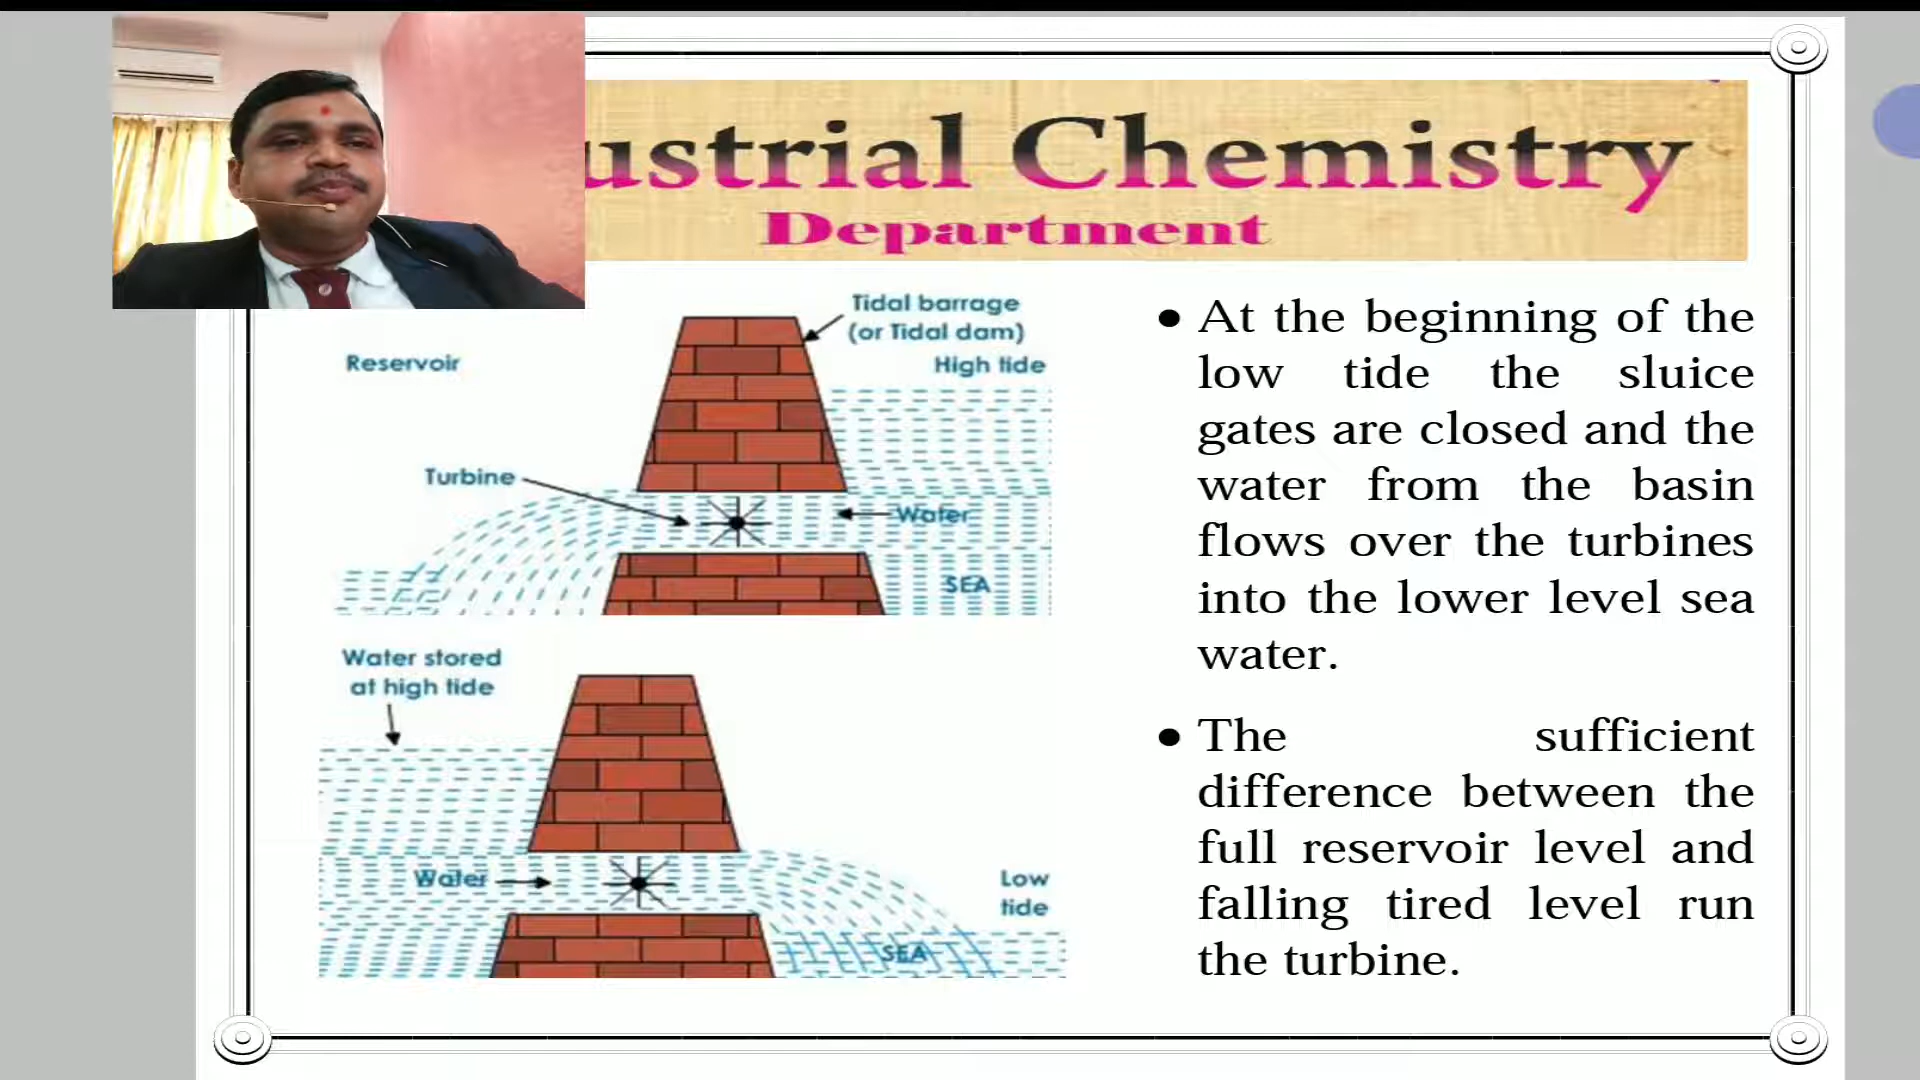 ustrial Chemistry
Department
Tidal barrage
(or Tidal dam)
Reservoir
High tide
Turbine
Water
SEA
Water stored
at high tide
Water
Low
tide
SEA
• At the beginning of the
low tide the sluice
gates are closed and the
water from the basin
flows over the turbines
into the lower level sea
water.
• The sufficient
difference between the
full reservoir level and
falling tired level run
the turbine.